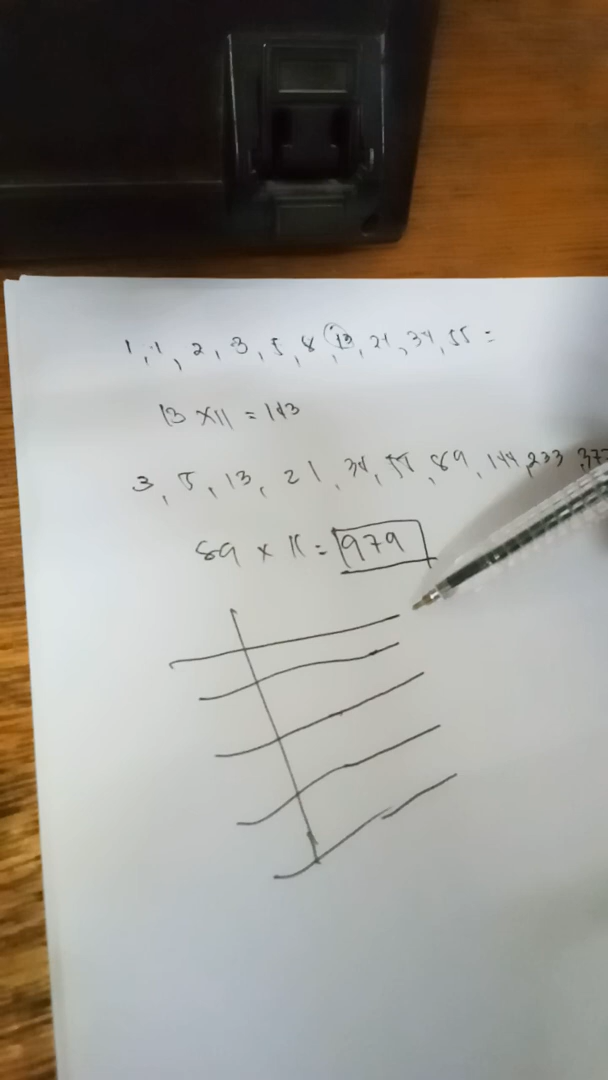 1, 1, 2, 3, 5, 8, 13, 21, 34, 55 =
13 x 11 = 143
3, 5, 13, 21, 34, 55, 89, 144, 233, 377
89 x 11 = 979